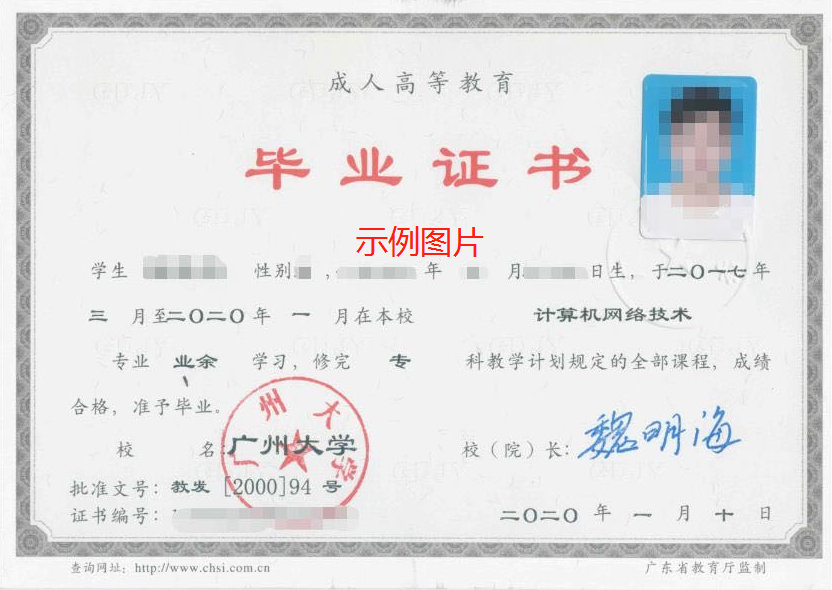 成人高等教育
毕业证书
示例图片
学生 性别 , 年 月 日生，于二〇一七年
三 月至二〇二〇年 一 月在本校 计算机网络技术
专业 业余 学习，修完 专 科教学计划规定的全部课程，成绩
合格，准予毕业。
广州大学
校 名：广州大学 校（院）长：魏明海
批准文号：教发［2000］94 号
证书编号： 二〇二〇 年 一 月 十 日
查询网址：http://www.chsi.com.cn 广东省教育厅监制